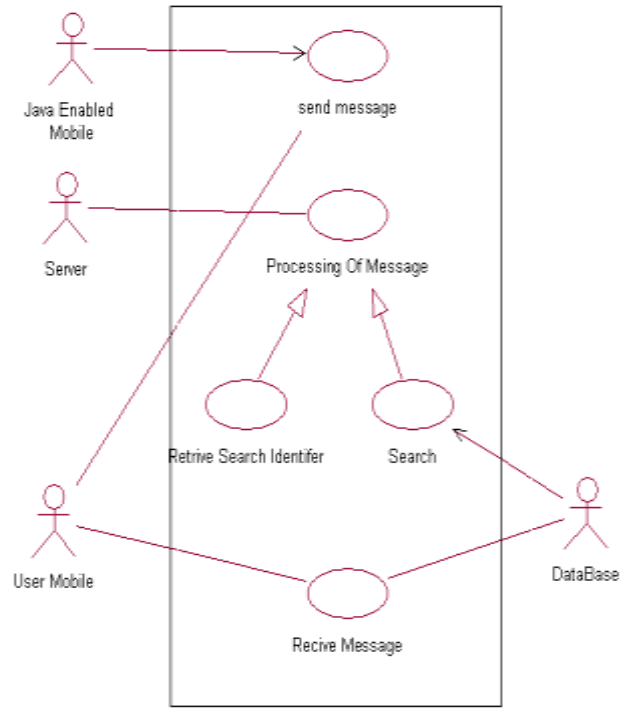 send message
Java Enabled
Mobile
Server
Processing Of Message
Retrive Search Identifer
Search
User Mobile
DataBase
Recive Message